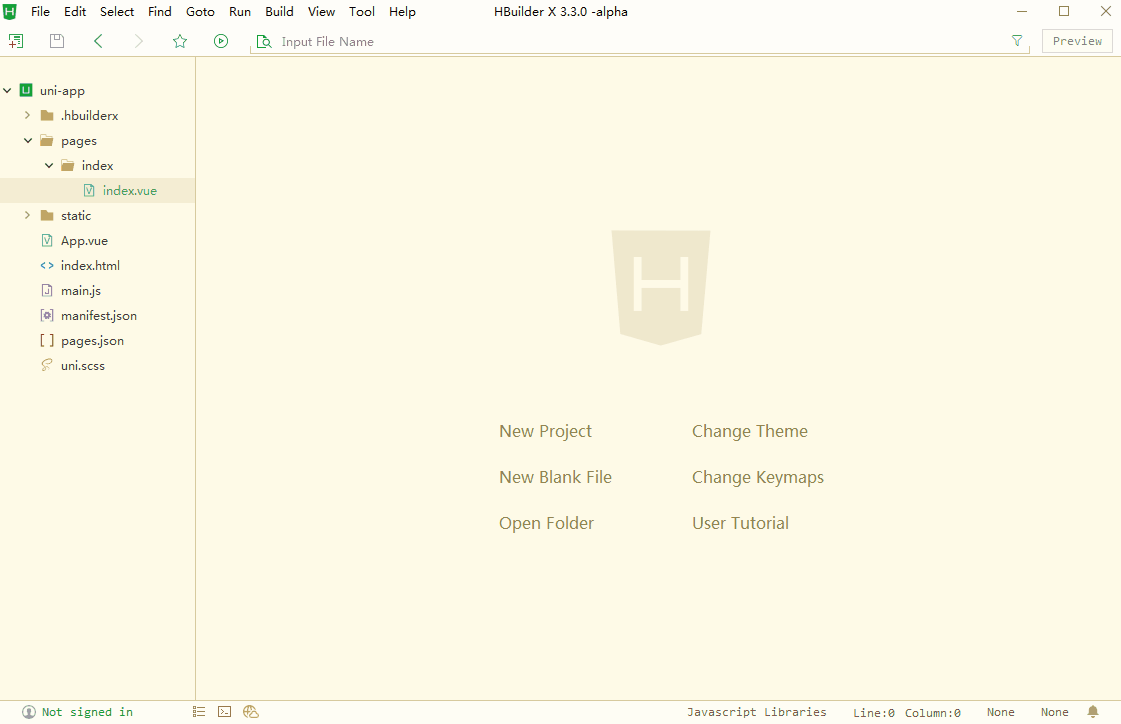 File Edit Select Find Goto Run Build View Tool Help HBuilder X 3.3.0 -alpha
Input File Name Preview
uni-app
.hbuilderx
pages
index
index.vue
static
App.vue
index.html
main.js
manifest.json
pages.json
uni.scss
H
New Project Change Theme
New Blank File Change Keymaps
Open Folder User Tutorial
Not signed in Javascript Libraries Line:0 Column:0 None None